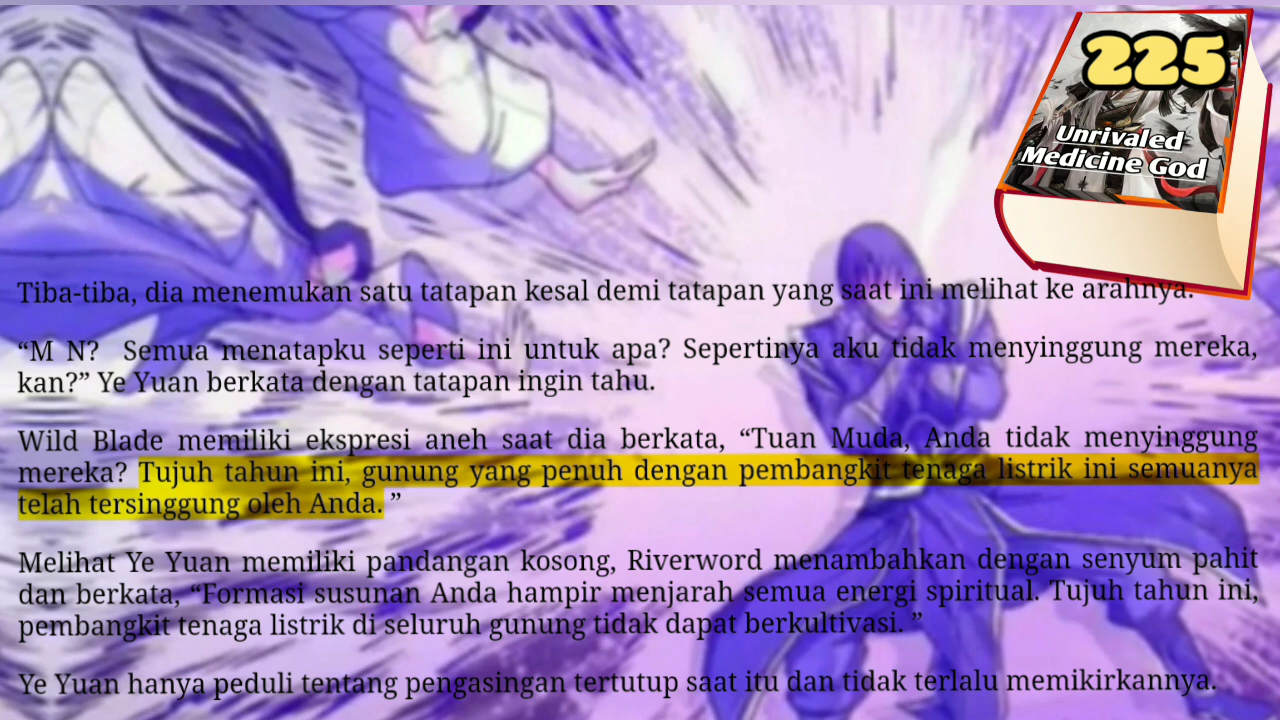 225
Unrivaled
Medicine God
Tiba-tiba, dia menemukan satu tatapan kesal demi tatapan yang saat ini melihat ke arahnya.
“M N? Semua menatapku seperti ini untuk apa? Sepertinya aku tidak menyinggung mereka,
kan?” Ye Yuan berkata dengan tatapan ingin tahu.
Wild Blade memiliki ekspresi aneh saat dia berkata, “Tuan Muda, Anda tidak menyinggung
mereka? Tujuh tahun ini, gunung yang penuh dengan pembangkit tenaga listrik ini semuanya
telah tersinggung oleh Anda. ”
Melihat Ye Yuan memiliki pandangan kosong, Riverword menambahkan dengan senyum pahit
dan berkata, “Formasi susunan Anda hampir menjarah semua energi spiritual. Tujuh tahun ini,
pembangkit tenaga listrik di seluruh gunung tidak dapat berkultivasi. ”
Ye Yuan hanya peduli tentang pengasingan tertutup saat itu dan tidak terlalu memikirkannya.